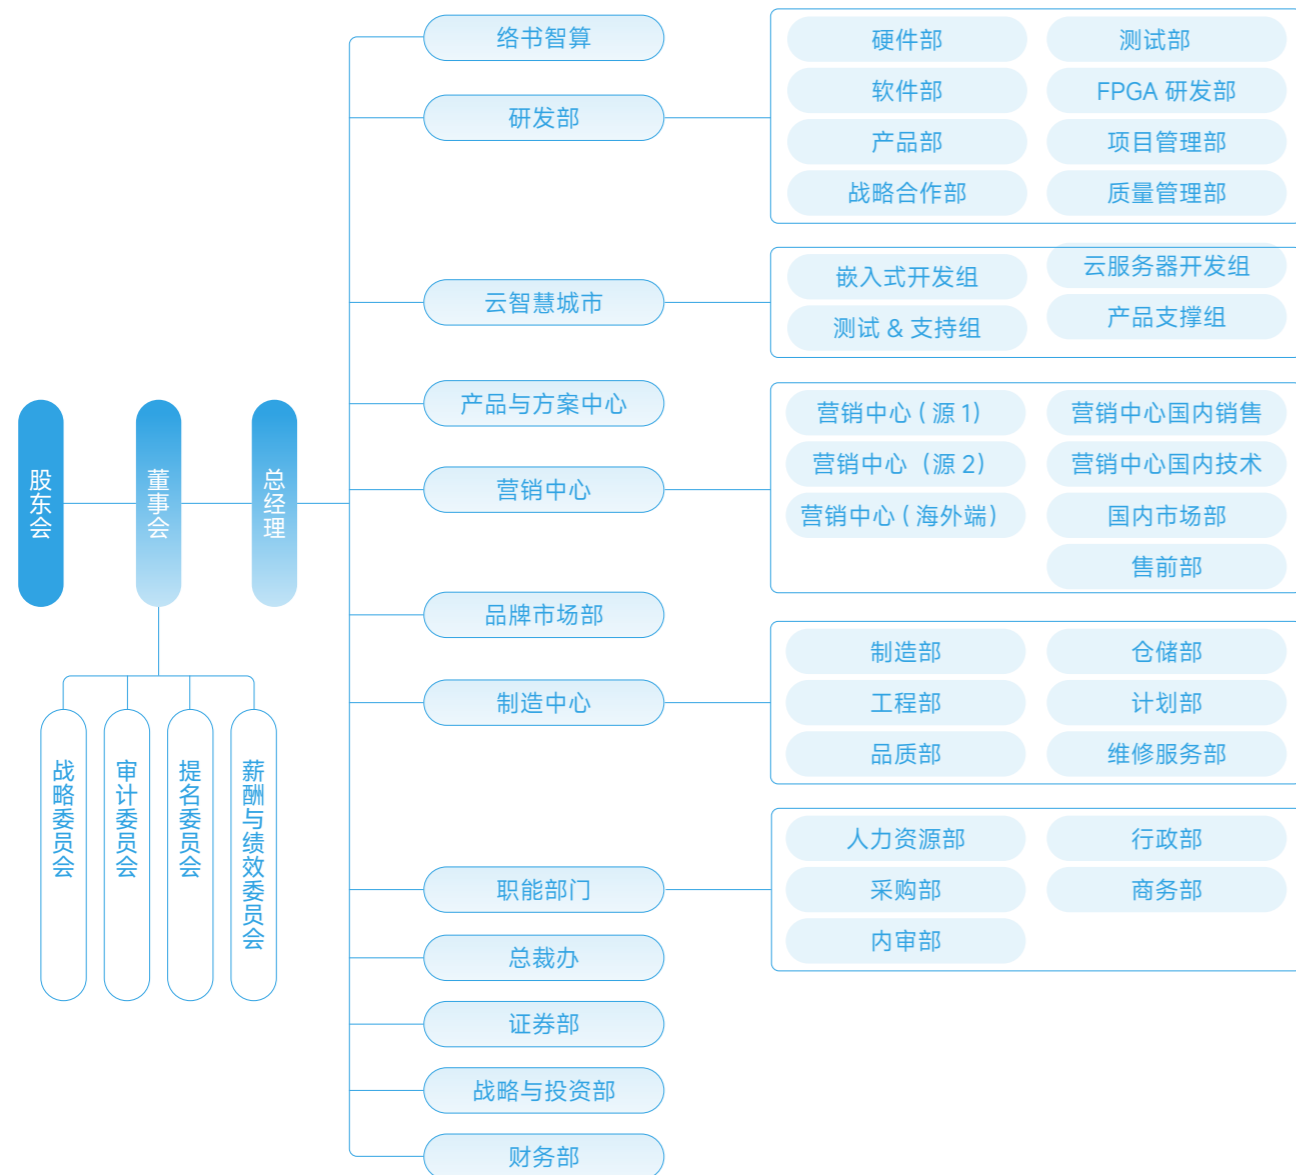 股东会
董事会
总经理
战略委员会
审计委员会
提名委员会
薪酬与绩效委员会
络书智算
研发部
硬件部
测试部
软件部
FPGA 研发部
产品部
项目管理部
战略合作部
质量管理部
云智慧城市
嵌入式开发组
云服务器开发组
测试 & 支持组
产品支撑组
产品与方案中心
营销中心
营销中心 ( 源 1)
营销中心国内销售
营销中心（源 2）
营销中心国内技术
营销中心 ( 海外端）
国内市场部
售前部
品牌市场部
制造中心
制造部
仓储部
工程部
计划部
品质部
维修服务部
职能部门
人力资源部
行政部
采购部
商务部
内审部
总裁办
证券部
战略与投资部
财务部